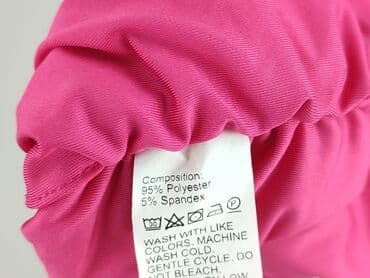 Composition:
95% Polyester
5% Spandex
P
WASH WITH LIKE
COLORS. MACHINE
WASH COLD.
GENTLE CYCLE. DO
NOT BLEACH.